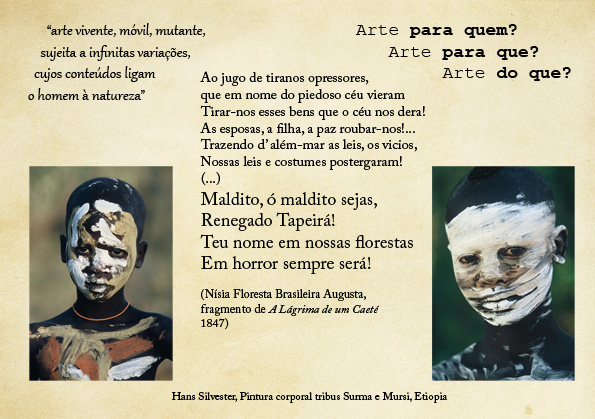 “arte vivente, móvil, mutante,
sujeita a infinitas variações,
cujos conteúdos ligam
o homem à natureza”
Arte para quem?
Arte para que?
Arte do que?
Ao jugo de tiranos opressores,
que em nome do piedoso céu vieram
Tirar-nos esses bens que o céu nos dera!
As esposas, a filha, a paz roubar-nos!...
Trazendo d’além-mar as leis, os vicios,
Nossas leis e costumes postergaram!
(...)
Maldito, ó maldito sejas,
Renegado Tapeirá!
Teu nome em nossas florestas
Em horror sempre será!
(Nísia Floresta Brasileira Augusta,
fragmento de A Lágrima de um Caeté
1847)
Hans Silvester, Pintura corporal tribus Surma e Mursi, Etiopia